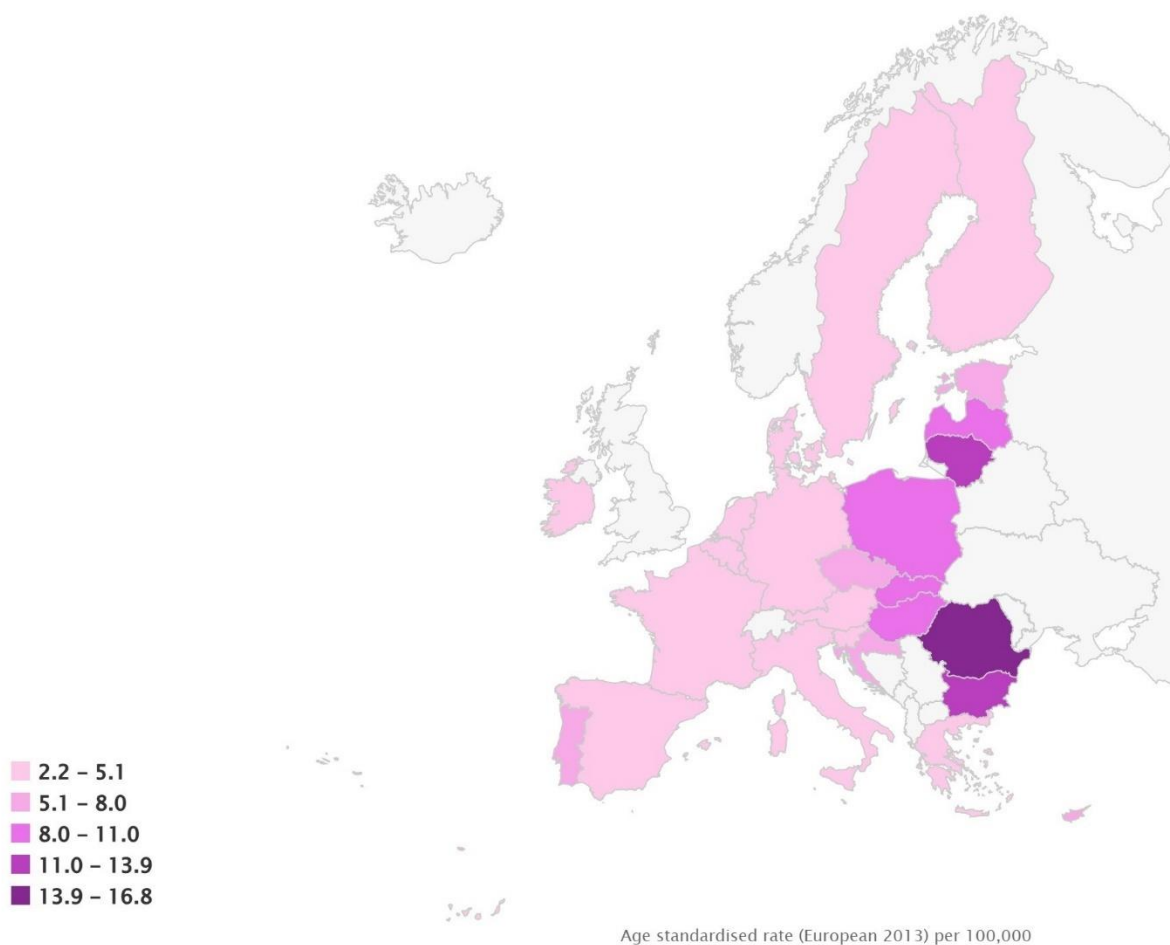 2.2 – 5.1
5.1 – 8.0
8.0 – 11.0
11.0 – 13.9
13.9 – 16.8
Age standardised rate (European 2013) per 100,000